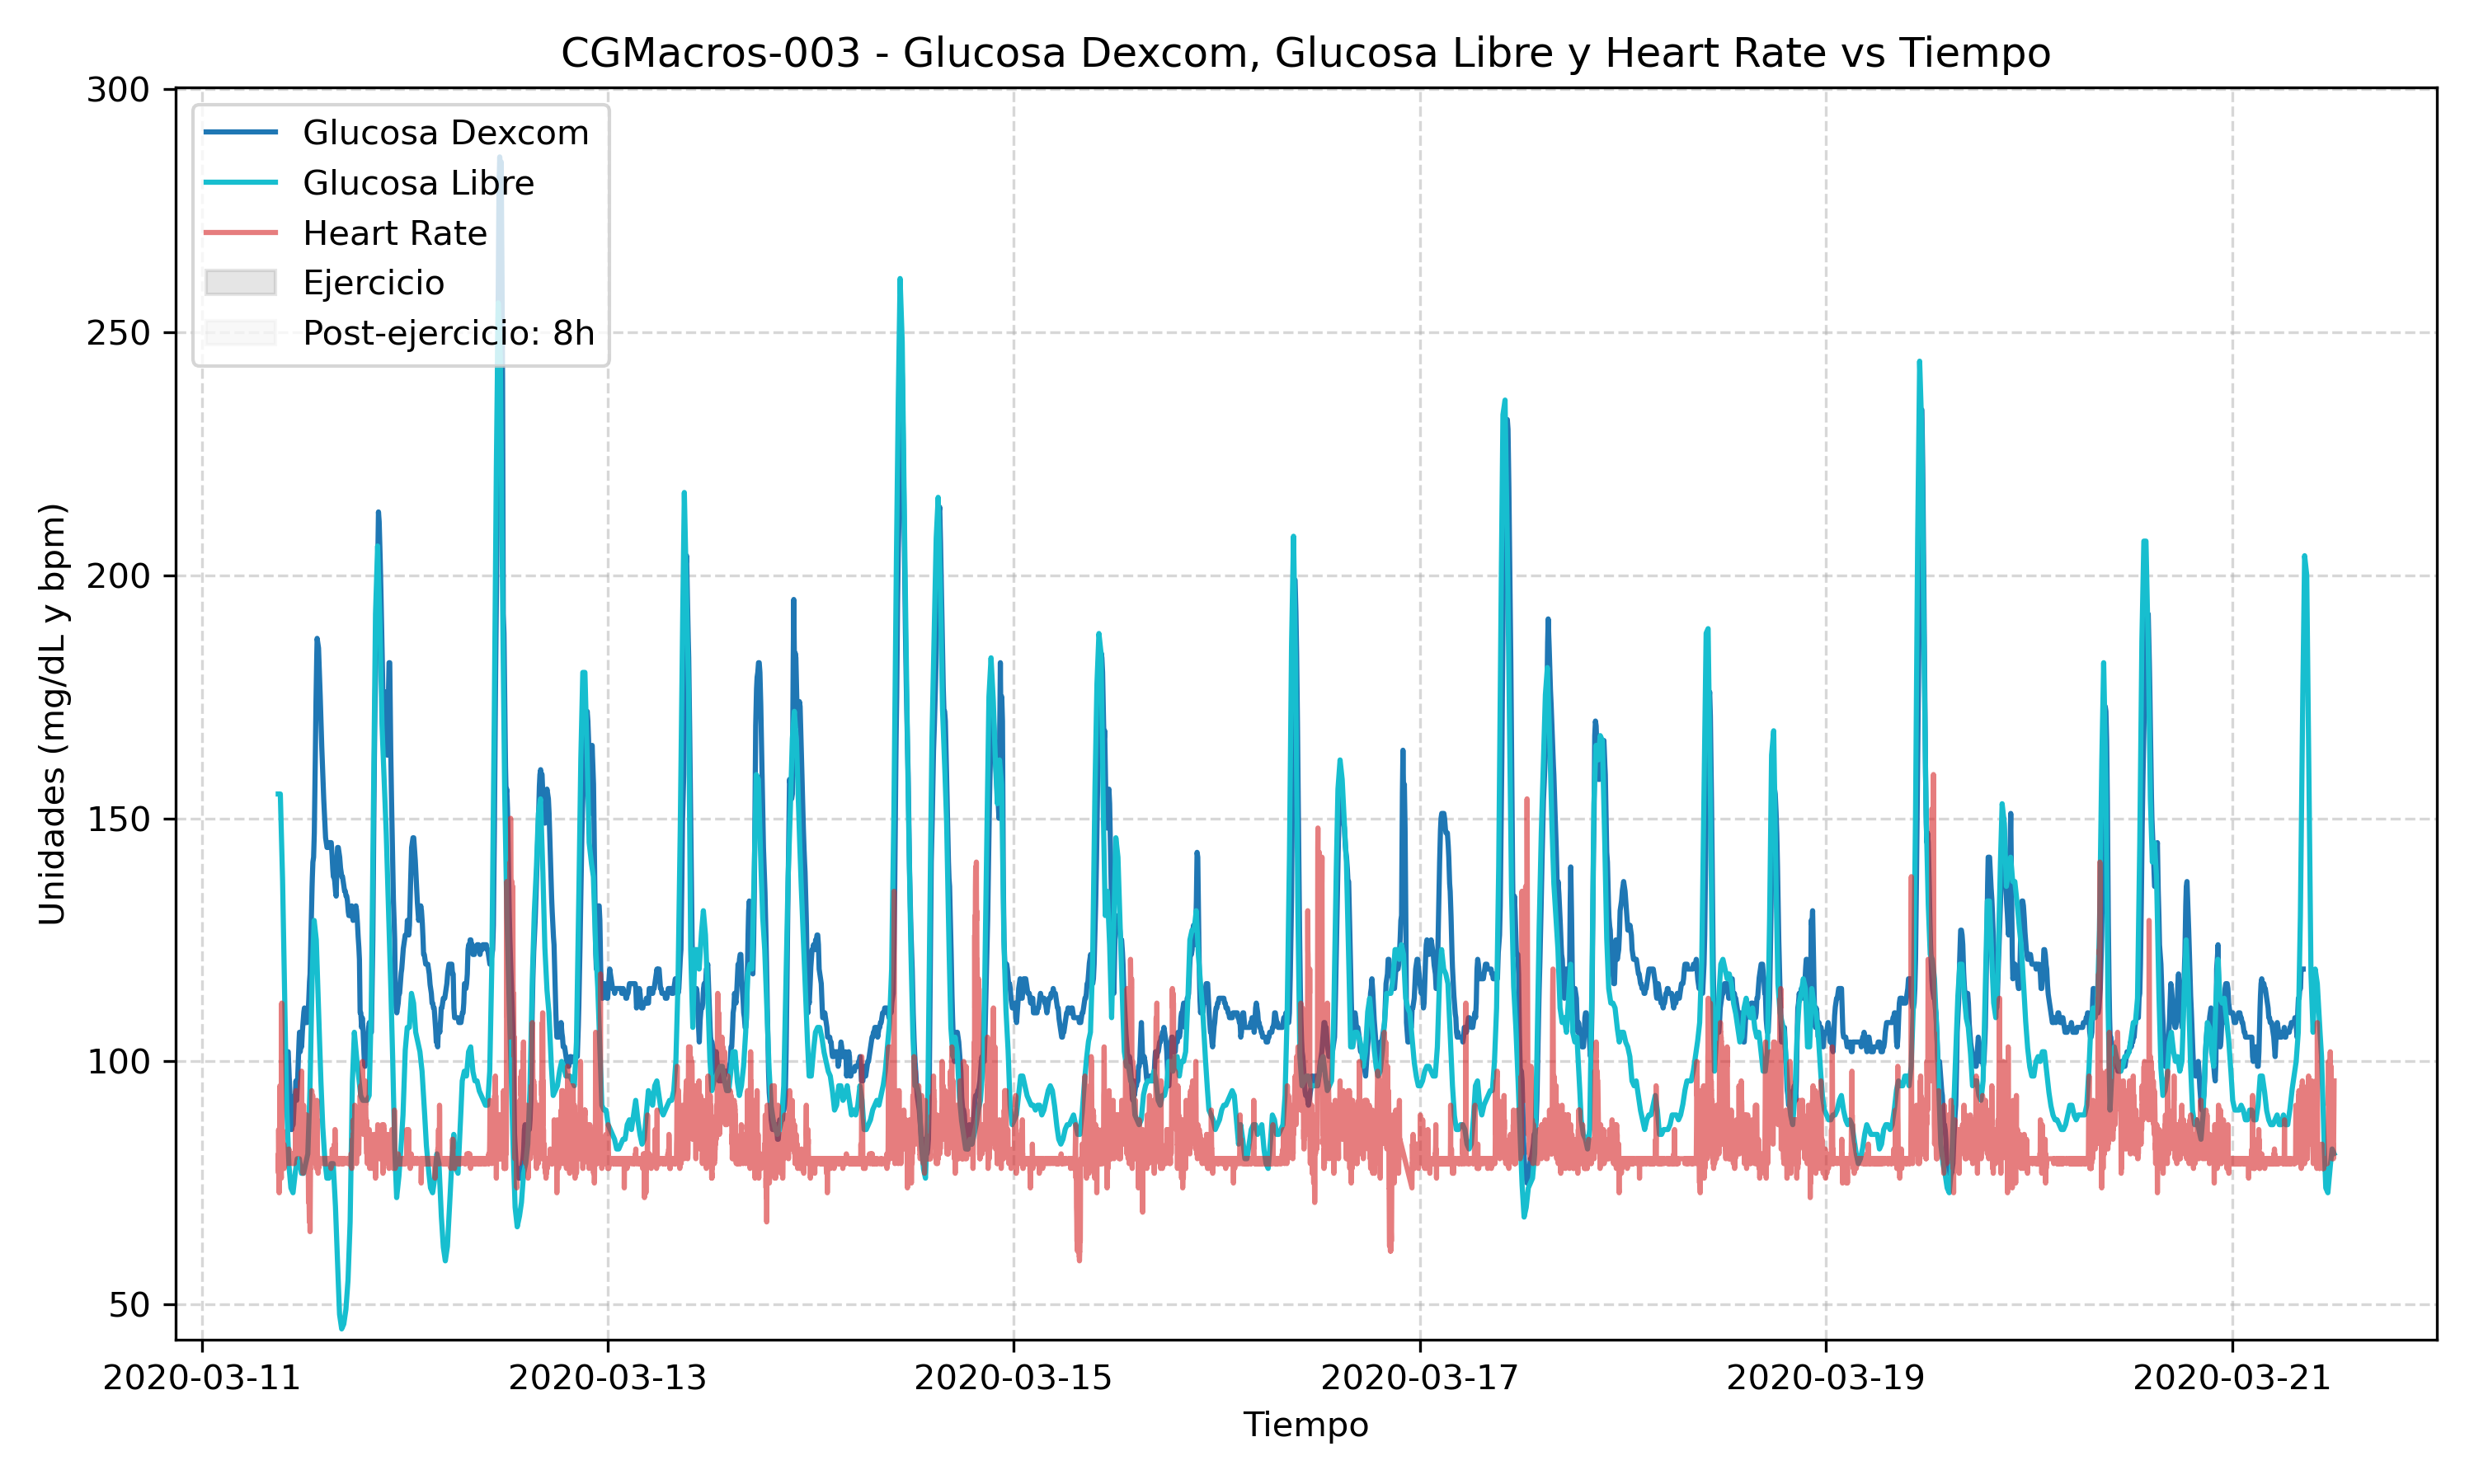 CGMacros-003 - Glucosa Dexcom, Glucosa Libre y Heart Rate vs Tiempo
Glucosa Dexcom
Glucosa Libre
Heart Rate
Ejercicio
Post-ejercicio: 8h
Unidades (mg/dL y bpm)
300
250
200
150
100
50
2020-03-11
2020-03-13
2020-03-15
2020-03-17
2020-03-19
2020-03-21
Tiempo